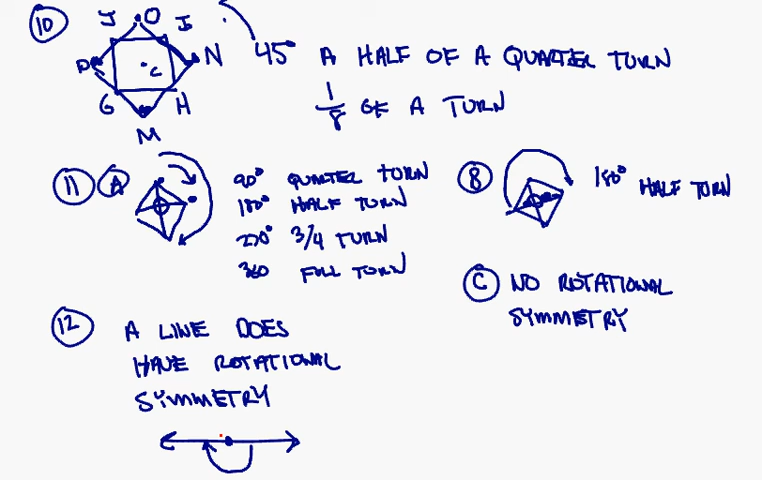 10
J O I
P C N
G H
M
45° A HALF OF A QUARTER TURN
1/8 OF A TURN
11 A
90° QUARTER TURN
180° HALF TURN
270° 3/4 TURN
360 FULL TURN
B 180° HALF TURN
C NO ROTATIONAL
SYMMETRY
12 A LINE DOES
HAVE ROTATIONAL
SYMMETRY